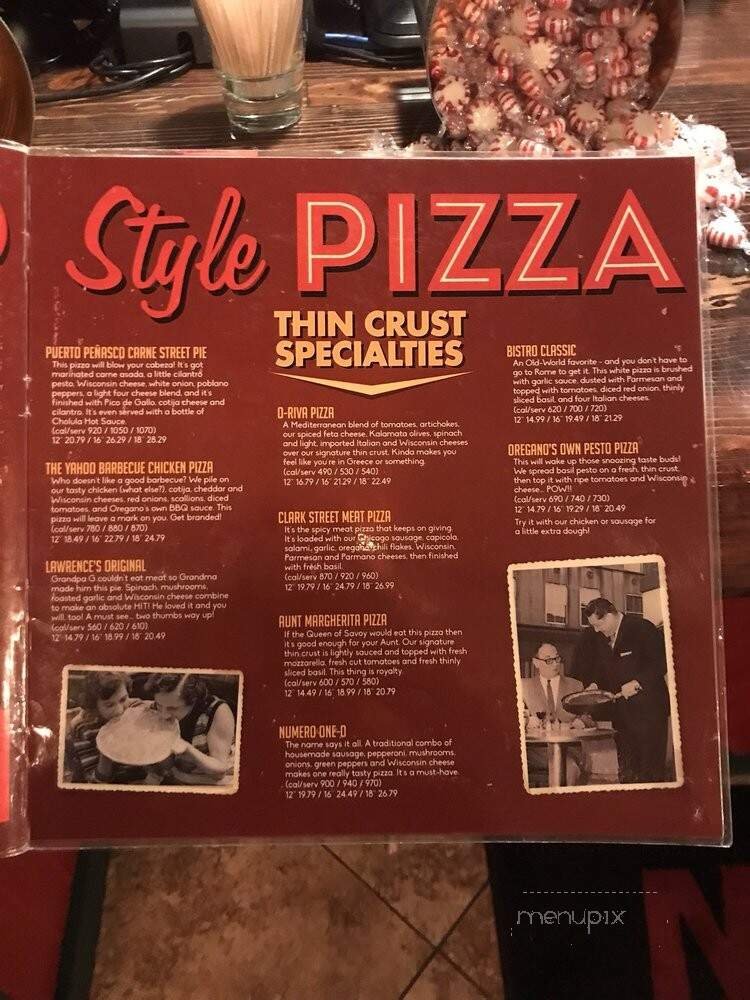 Style PIZZA
THIN CRUST
SPECIALTIES
PUERTO PEÑASCO CARNE STREET PIE
This pizza will blow your cabeza! It's got
marinated carne asada, a little cilantro
pesto, Wisconsin cheese, white onion, poblano
peppers, a light four cheese blend, and it's
finished with Pico de Gallo, cotija cheese and
cilantro. It's even served with a bottle of
Cholula Hot Sauce.
(cal/serv 920 / 1050 / 1070)
12" 20.79 / 16" 26.29 / 18" 28.29
THE YAHOO BARBECUE CHICKEN PIZZA
Who doesn't like a good barbecue? We pile on
our tasty chicken (what else?), cotija, cheddar and
Wisconsin cheeses, red onions, scallions, diced
tomatoes, and Oregano's own BBQ sauce. This
pizza will leave a mark on you. Get branded!
(cal/serv 780 / 880 / 870)
12" 18.49 / 16" 22.79 / 18" 24.79
LAWRENCE'S ORIGINAL
Grandpa G couldn't eat meat so Grandma
made him this pie. Spinach, mushrooms,
roasted garlic and Wisconsin cheese combine
to make an absolute HIT! He loved it and you
will, too! A must see... two thumbs way up!
(cal/serv 560 / 620 / 610)
12" 14.79 / 16" 18.99 / 18" 20.49
O-RIVA PIZZA
A Mediterranean blend of tomatoes, artichokes,
our spiced feta cheese, Kalamata olives, spinach
and light, imported Italian and Wisconsin cheeses
over our signature thin crust. Kinda makes you
feel like you're in Greece or something.
(cal/serv 490 / 530 / 540)
12" 16.79 / 16" 21.29 / 18" 22.49
CLARK STREET MEAT PIZZA
It's the spicy meat pizza that keeps on giving.
It's loaded with our Chicago sausage, capicola,
salami, garlic, oregano, chili flakes, Wisconsin,
Parmesan and Parmano cheeses, then finished
with fresh basil.
(cal/serv 870 / 920 / 960)
12" 19.79 / 16" 24.79 / 18" 26.99
AUNT MARGHERITA PIZZA
If the Queen of Savoy would eat this pizza then
it's good enough for your Aunt. Our signature
thin crust is lightly sauced and topped with fresh
mozzarella, fresh cut tomatoes and fresh thinly
sliced basil. This thing is royalty.
(cal/serv 600 / 570 / 580)
12" 14.49 / 16" 18.99 / 18" 20.79
NUMERO-ONE-O
The name says it all. A traditional combo of
housemade sausage, pepperoni, mushrooms,
onions, green peppers and Wisconsin cheese
makes one really tasty pizza. It's a must-have.
(cal/serv 900 / 940 / 970)
12" 19.79 / 16" 24.49 / 18" 26.79
BISTRO CLASSIC
An Old-World favorite - and you don't have to
go to Rome to get it. This white pizza is brushed
with garlic sauce, dusted with Parmesan and
topped with tomatoes, diced red onion, thinly
sliced basil, and four Italian cheeses.
(cal/serv 620 / 700 / 720)
12" 14.99 / 16" 19.49 / 18" 21.29
OREGANO'S OWN PESTO PIZZA
This will wake up those snoozing taste buds!
We spread basil pesto on a fresh, thin crust,
then top it with ripe tomatoes and Wisconsin
cheese... POW!!
(cal/serv 690 / 740 / 730)
12" 14.79 / 16" 19.29 / 18" 20.49
Try it with our chicken or sausage for
a little extra dough!
menupix